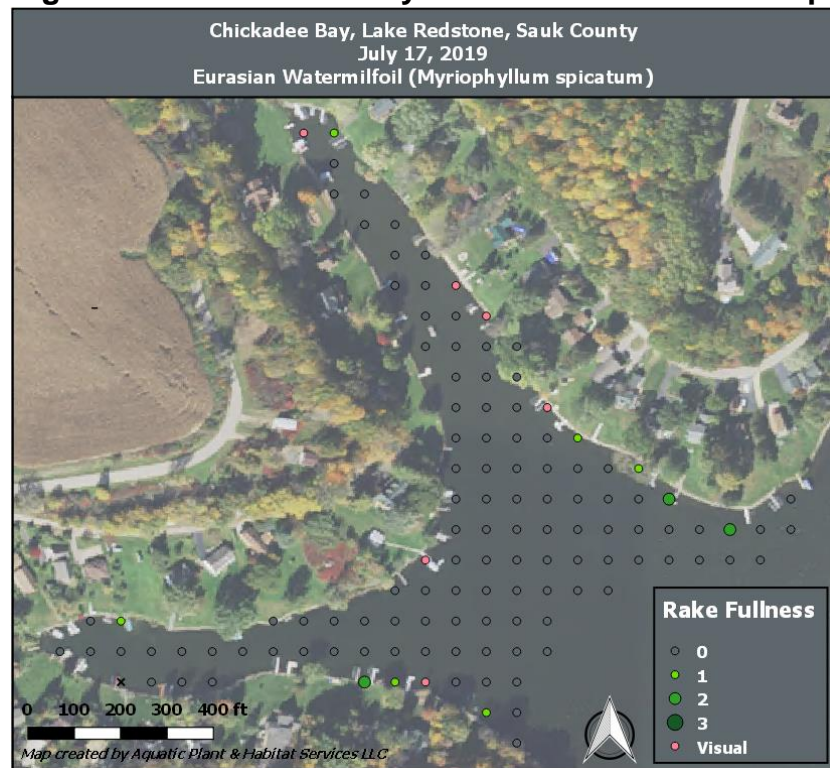 Chickadee Bay, Lake Redstone, Sauk County
July 17, 2019
Eurasian Watermilfoil (Myriophyllum spicatum)
Rake Fullness
0
1
2
3
Visual
0 100 200 300 400 ft
Map created by Aquatic Plant & Habitat Services LLC